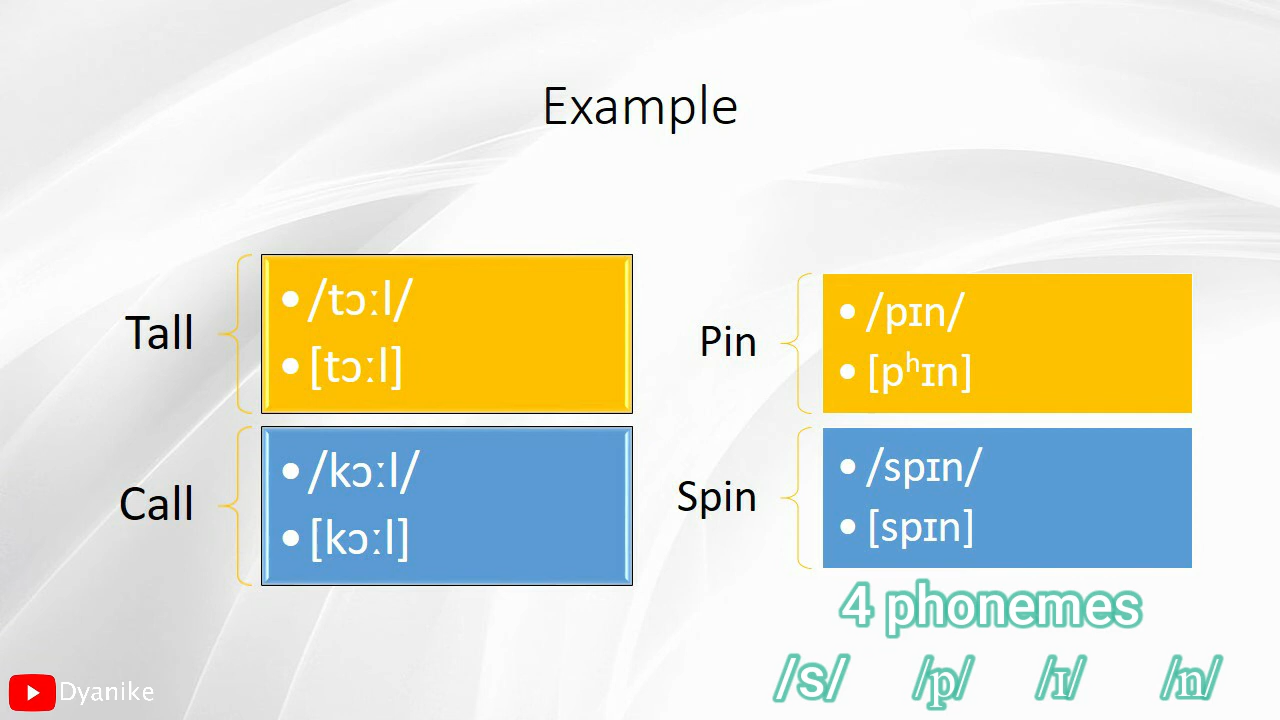 Example
Tall
• /tɔːl/
• [tɔːl]
Call
• /kɔːl/
• [kɔːl]
Pin
• /pɪn/
• [pʰɪn]
Spin
• /spɪn/
• [spɪn]
4 phonemes
/s/ /p/ /ɪ/ /n/
Dyanike